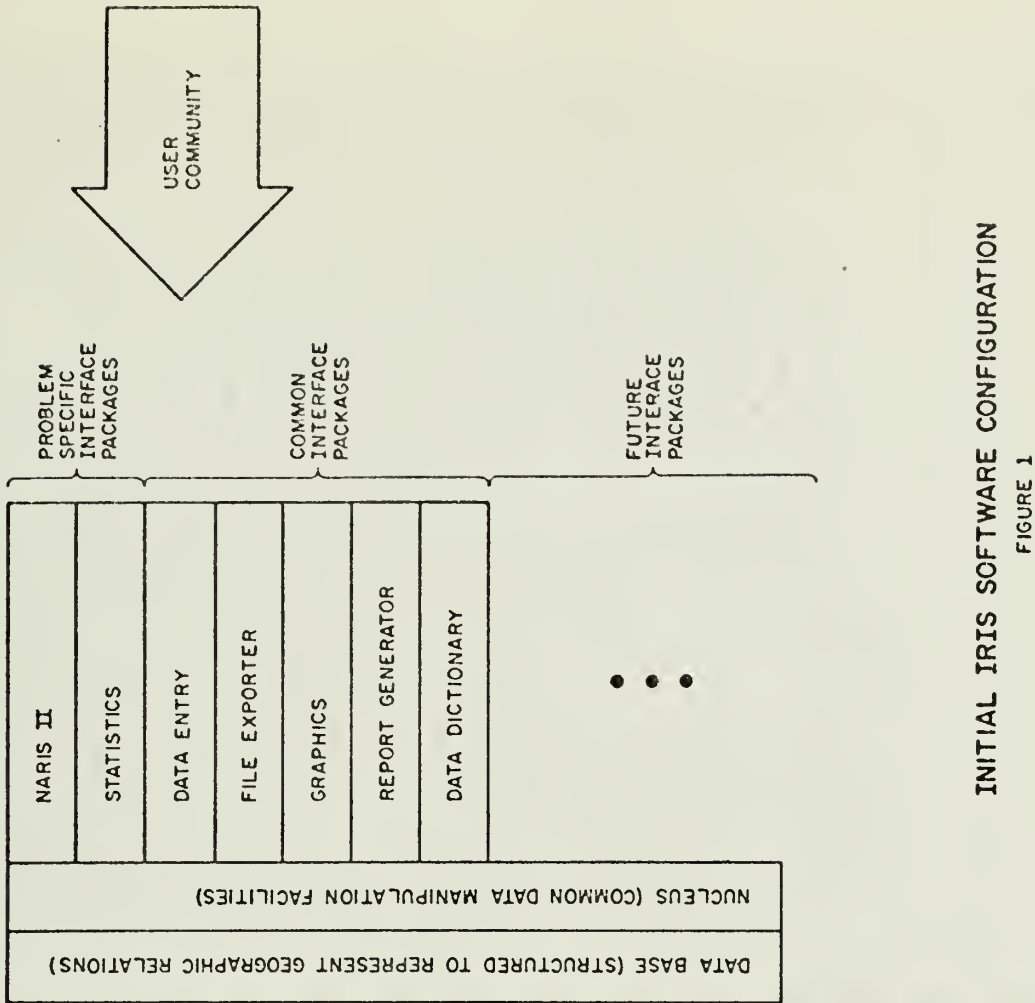 DATA BASE (STRUCTURED TO REPRESENT GEOGRAPHIC RELATIONS)
NUCLEUS (COMMON DATA MANIPULATION FACILITIES)
NARIS II
STATISTICS
DATA ENTRY
FILE EXPORTER
GRAPHICS
REPORT GENERATOR
DATA DICTIONARY
PROBLEM
SPECIFIC
INTERFACE
PACKAGES
COMMON
INTERFACE
PACKAGES
FUTURE
INTERACE
PACKAGES
USER
COMMUNITY
INITIAL IRIS SOFTWARE CONFIGURATION
FIGURE 1